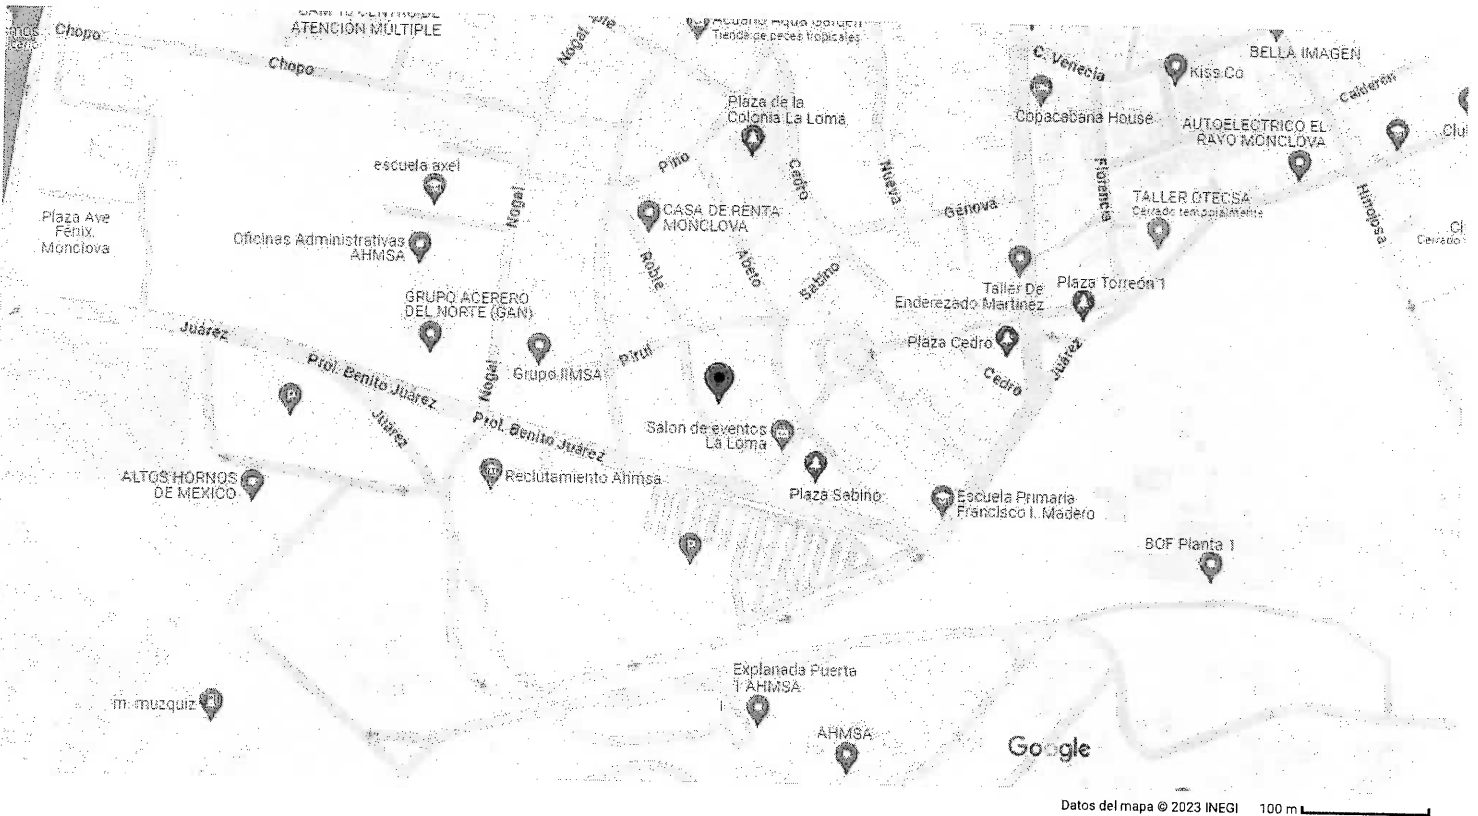 ATENCIÓN MÚLTIPLE
Chopo
Chopo
Nogal
Acuario Aqua Garden
Tienda de peces tropicales
C. Venecia
BELLA IMAGEN
Kiss Co
Calderón
Copacabana House
Plaza de la
Colonia La Loma
AUTOELECTRICO EL
RAYO MONCLOVA
escuela axel
Pino
Cedro
Nueva
Florencia
Génova
TALLER OTECSA
Cerrado temporalmente
Hinojosa
Nogal
CASA DE RENTA
MONCLOVA
Plaza Ave
Fénix,
Monclova
Oficinas Administrativas
AHMSA
Roble
Abeto
Sabino
Taller De
Enderezado Martínez
Plaza Torreón 1
GRUPO ACERERO
DEL NORTE (GAN)
Juárez
Prol. Benito Juárez
Nogal
Grupo IIMSA
Pirul
Plaza Cedro
Cedro
Juárez
Juárez
Prol. Benito Juárez
Salon de eventos
La Loma
ALTOS HORNOS
DE MEXICO
Reclutamiento Ahmsa
Plaza Sabino
Escuela Primaria
Francisco I. Madero
P
BOF Planta 1
Explanada Puerta
1 AHMSA
m. muzquiz
AHMSA
Google
Datos del mapa © 2023 INEGI 100 m